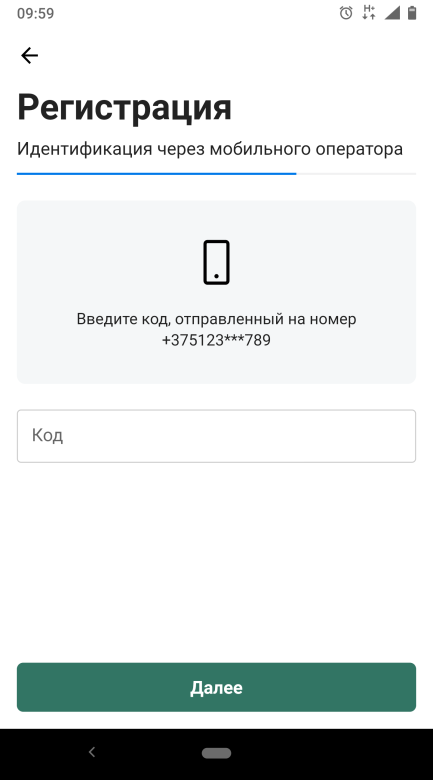 09:59
H+
Регистрация
Идентификация через мобильного оператора
Введите код, отправленный на номер
+375123***789
Код
Далее